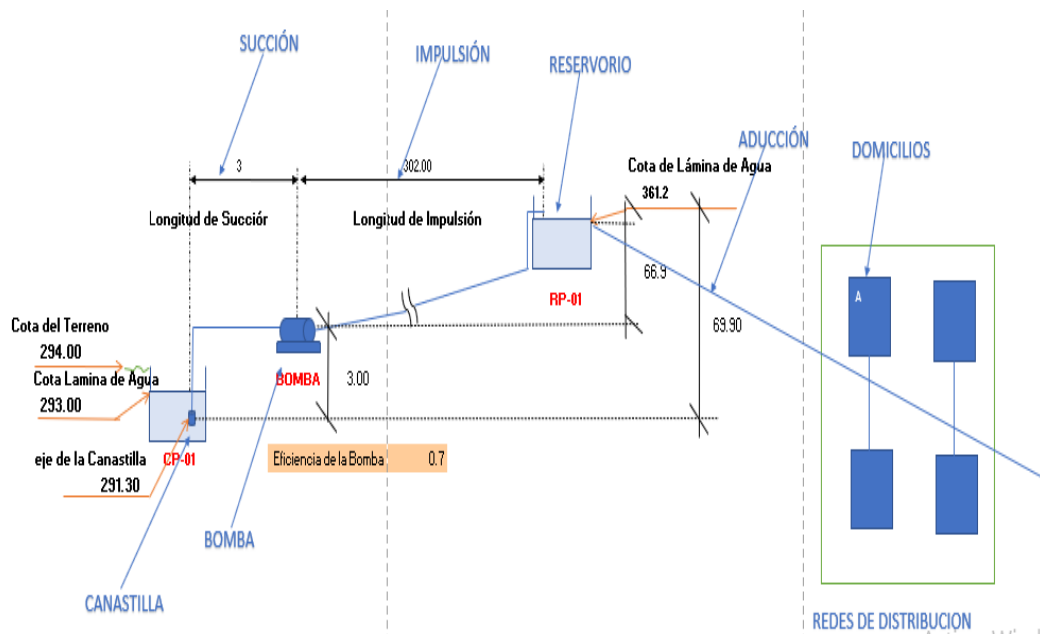 SUCCIÓN
IMPULSIÓN
RESERVORIO
ADUCCIÓN
DOMICILIOS
3
302.00
Cota de Lámina de Agua
361.2
Longitud de Succiór
Longitud de Impulsión
66.9
A
RP-01
69.90
Cota del Terreno
294.00
BOMBA
3.00
Cota Lamina de Agua
293.00
eje de la Canastilla
CP-01
Eficiencia de la Bomba 0.7
291.30
BOMBA
CANASTILLA
REDES DE DISTRIBUCION